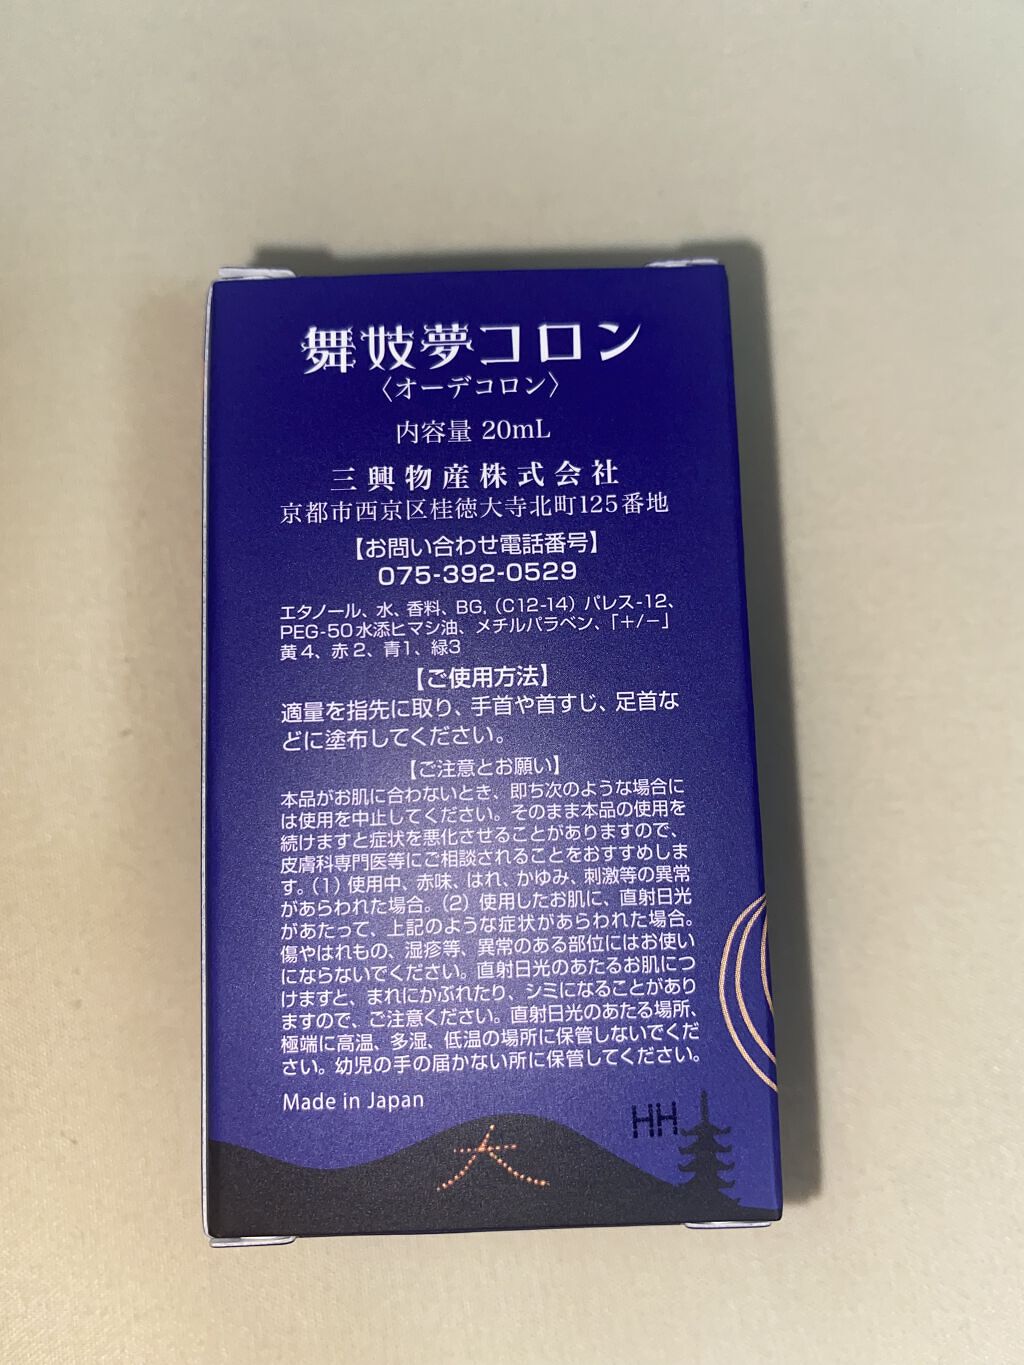 舞妓夢コロン
〈オーデコロン〉
内容量 20mL
三興物産株式会社
京都市西京区桂徳大寺北町125番地
【お問い合わせ電話番号】
075-392-0529
エタノール、水、香料、BG,（C12-14）パレス-12、
PEG-50水添ヒマシ油、メチルパラベン、「＋/－」
黄4、赤2、青1、緑3
【ご使用方法】
適量を指先に取り、手首や首すじ、足首な
どに塗布してください。
【ご注意とお願い】
本品がお肌に合わないとき、即ち次のような場合に
は使用を中止してください。そのまま本品の使用を
続けますと症状を悪化させることがありますので、
皮膚科専門医等にご相談されることをおすすめしま
す。（1）使用中、赤味、はれ、かゆみ、刺激等の異常
があらわれた場合。（2）使用したお肌に、直射日光
があたって、上記のような症状があらわれた場合。
傷やはれもの、湿疹等、異常のある部位にはお使い
にならないでください。直射日光のあたるお肌につ
けますと、まれにかぶれたり、シミになることがあり
ますので、ご注意ください。直射日光のあたる場所、
極端に高温、多湿、低温の場所に保管しないでくだ
さい。幼児の手の届かない所に保管してください。
Made in Japan
HH
大